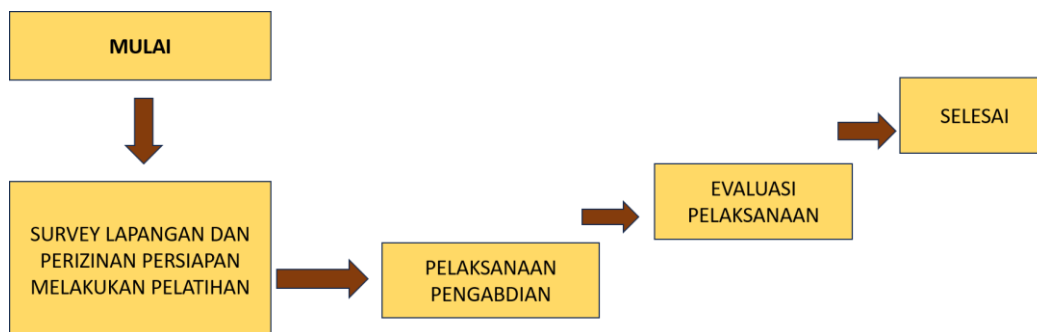 MULAI
SURVEY LAPANGAN DAN
PERIZINAN PERSIAPAN
MELAKUKAN PELATIHAN
PELAKSANAAN
PENGABDIAN
EVALUASI
PELAKSANAAN
SELESAI